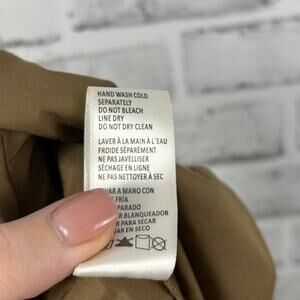 HAND WASH COLD
SEPARATELY
DO NOT BLEACH
LINE DRY
DO NOT DRY CLEAN
LAVER À LA MAIN À L'EAU
FROIDE SÉPARÉMENT
NE PAS JAVELLISER
SÉCHAGE EN LIGNE
NE PAS NETTOYER À SEC
VAR A MANO CON
FRÍA
PARADO
R BLANQUEADOR
R PARA SECAR
VAR EN SECO